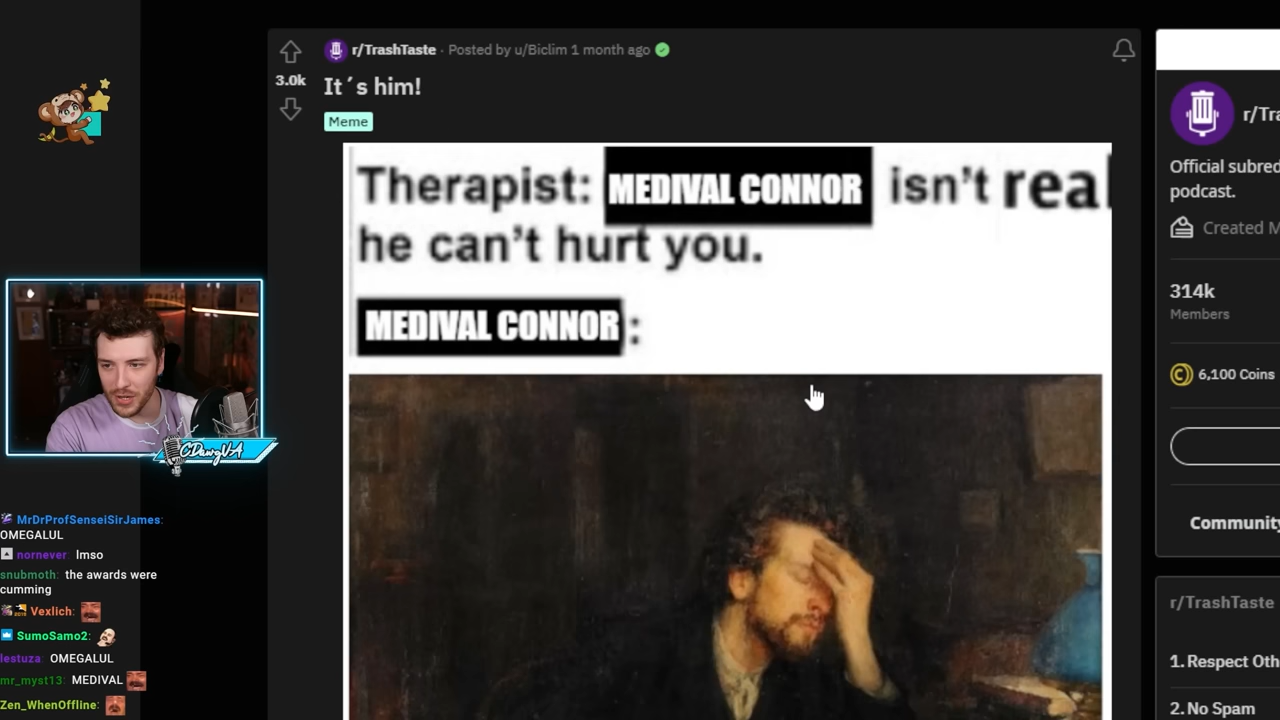 r/TrashTaste · Posted by u/Biclim 1 month ago
3.0k
It´s him!
Meme
Therapist: MEDIVAL CONNOR isn't real
he can't hurt you.
MEDIVAL CONNOR :
CDawgVA
MrDrProfSenseiSirJames:
OMEGALUL
nornever: lmso
snubmoth: the awards were
cumming
Vexlich:
SumoSamo2:
lestuza: OMEGALUL
mr_myst13: MEDIVAL
Zen_WhenOffline:
r/Tra
Official subred
podcast.
Created M
314k
Members
6,100 Coins
Community
r/TrashTaste
1. Respect Oth
2. No Spam